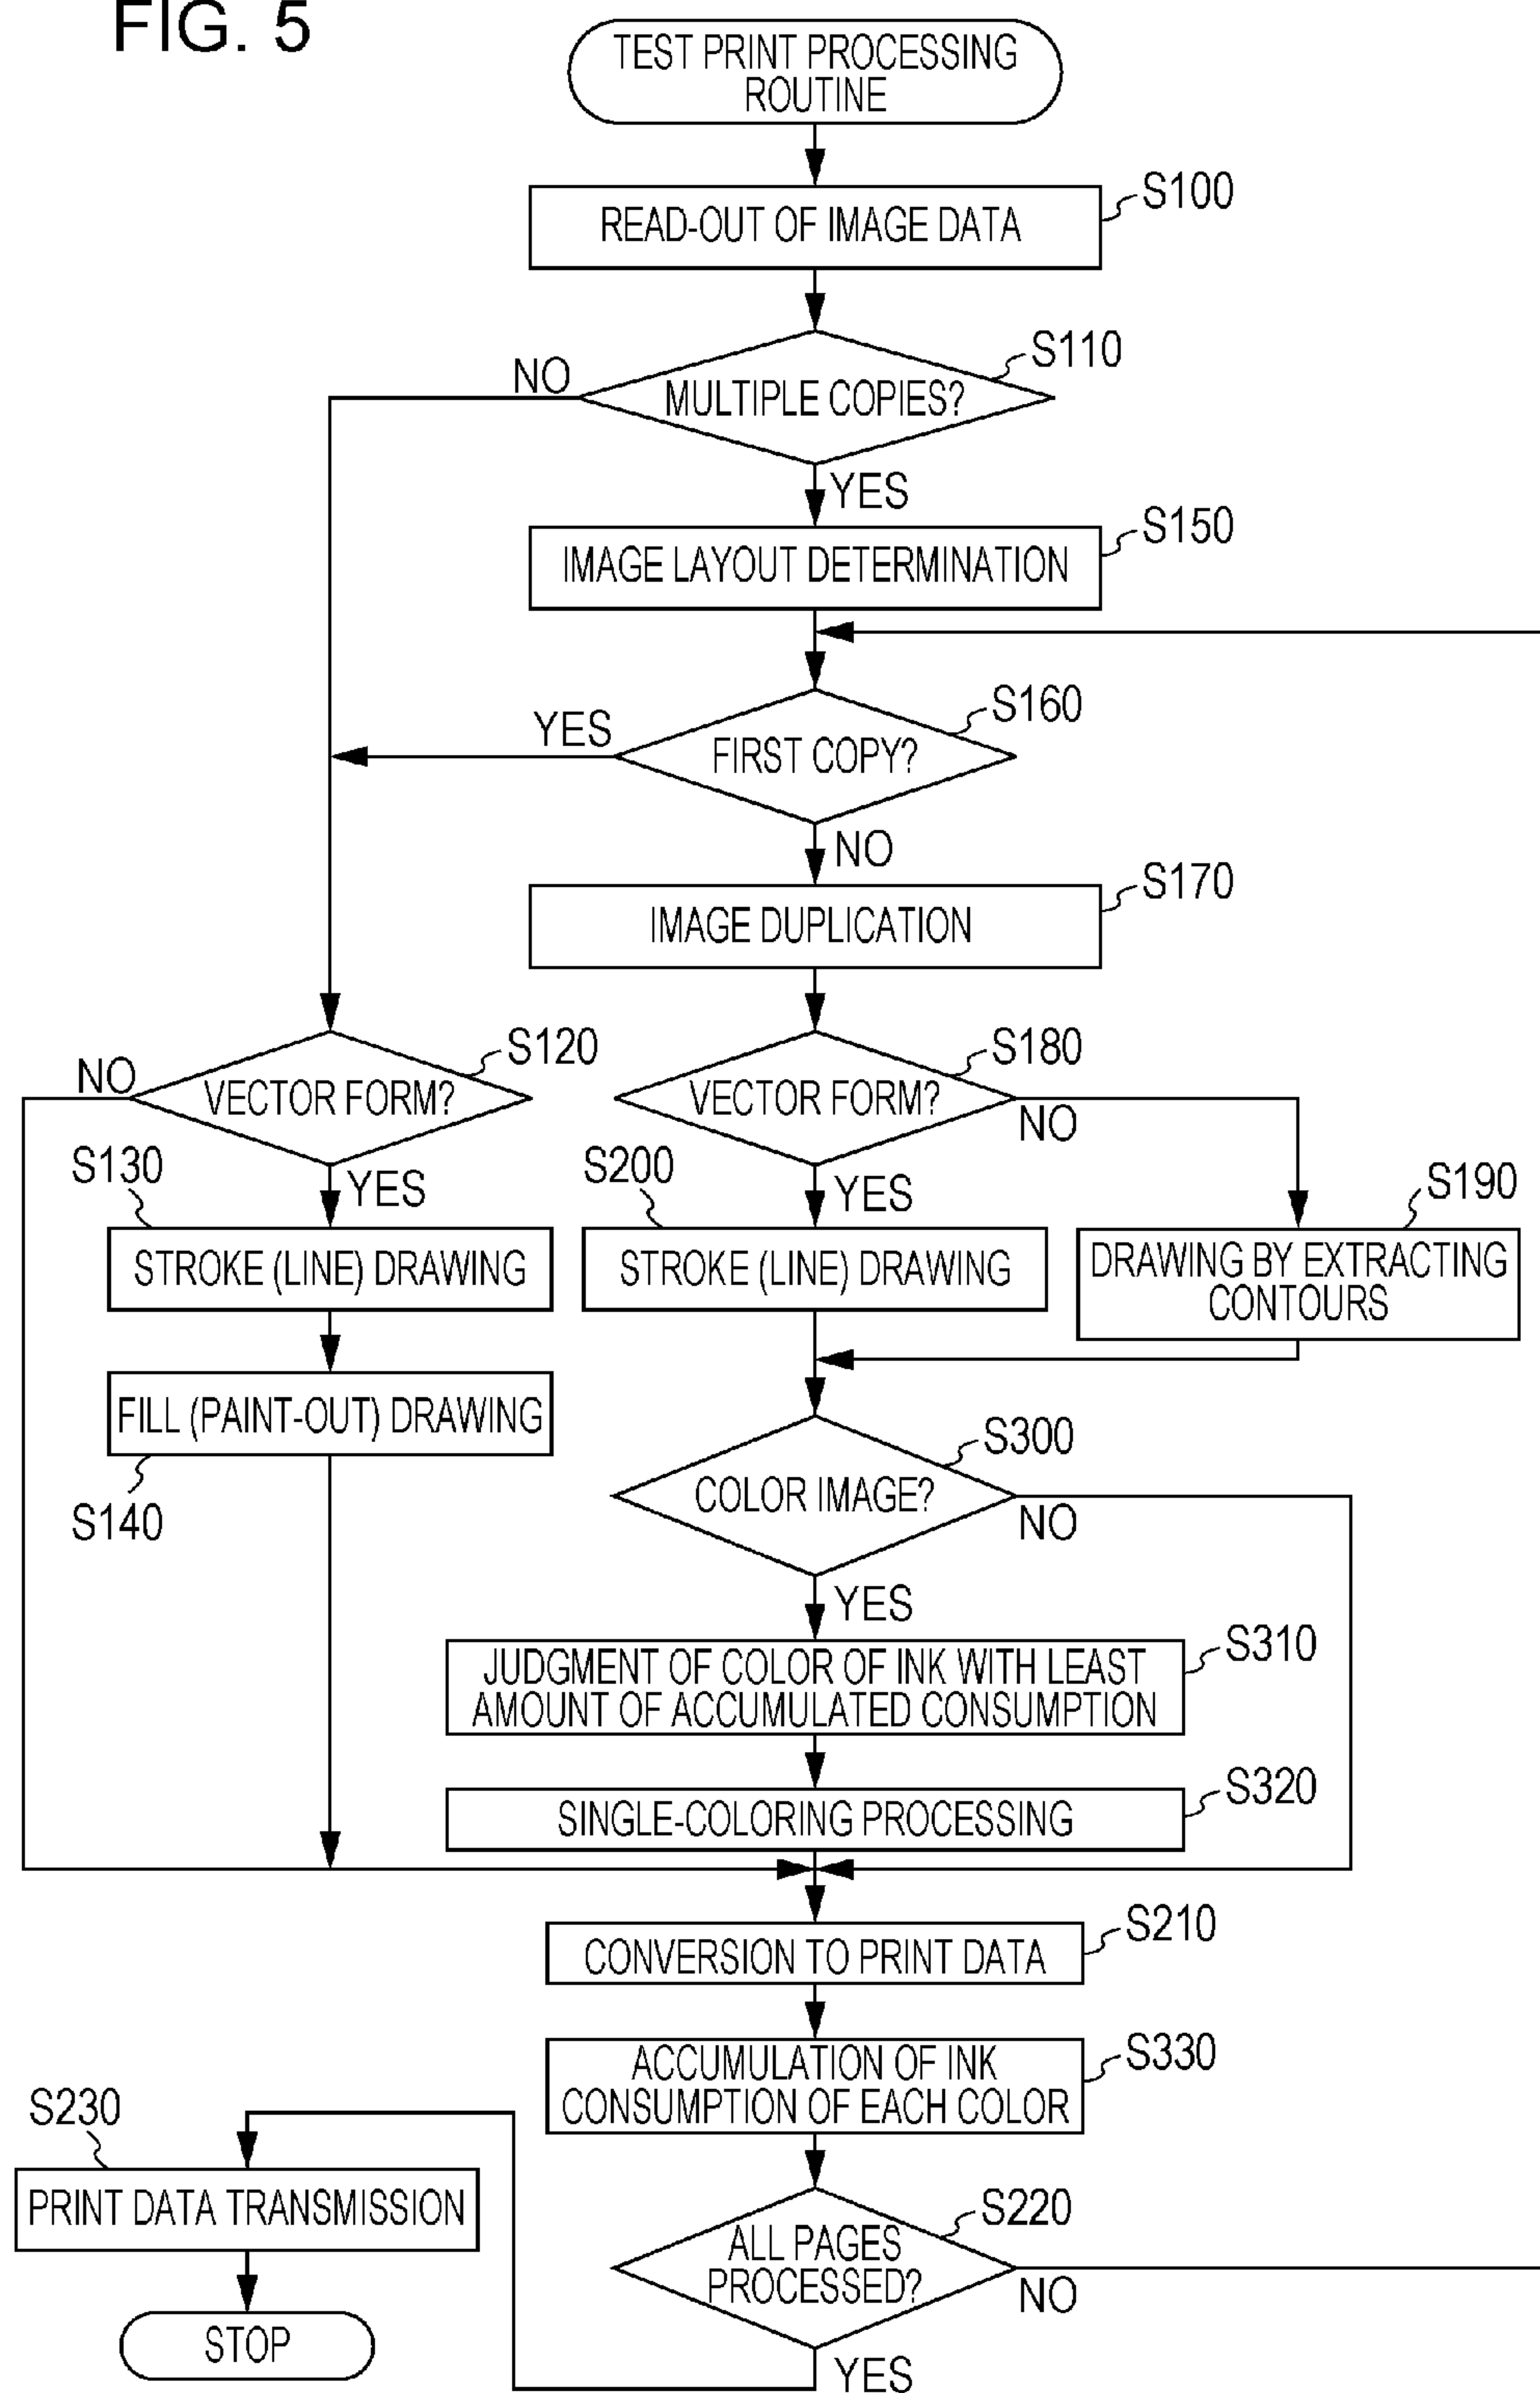 FIG. 5
TEST PRINT PROCESSING
ROUTINE
READ-OUT OF IMAGE DATA
S100
MULTIPLE COPIES?
S110
NO
YES
IMAGE LAYOUT DETERMINATION
S150
FIRST COPY?
S160
YES
NO
IMAGE DUPLICATION
S170
VECTOR FORM?
S120
NO
YES
VECTOR FORM?
S180
NO
YES
S130
STROKE (LINE) DRAWING
S200
STROKE (LINE) DRAWING
S190
DRAWING BY EXTRACTING
CONTOURS
FILL (PAINT-OUT) DRAWING
S140
COLOR IMAGE?
S300
NO
YES
JUDGMENT OF COLOR OF INK WITH LEAST
AMOUNT OF ACCUMULATED CONSUMPTION
S310
SINGLE-COLORING PROCESSING
S320
CONVERSION TO PRINT DATA
S210
ACCUMULATION OF INK
CONSUMPTION OF EACH COLOR
S330
ALL PAGES
PROCESSED?
S220
NO
YES
S230
PRINT DATA TRANSMISSION
STOP